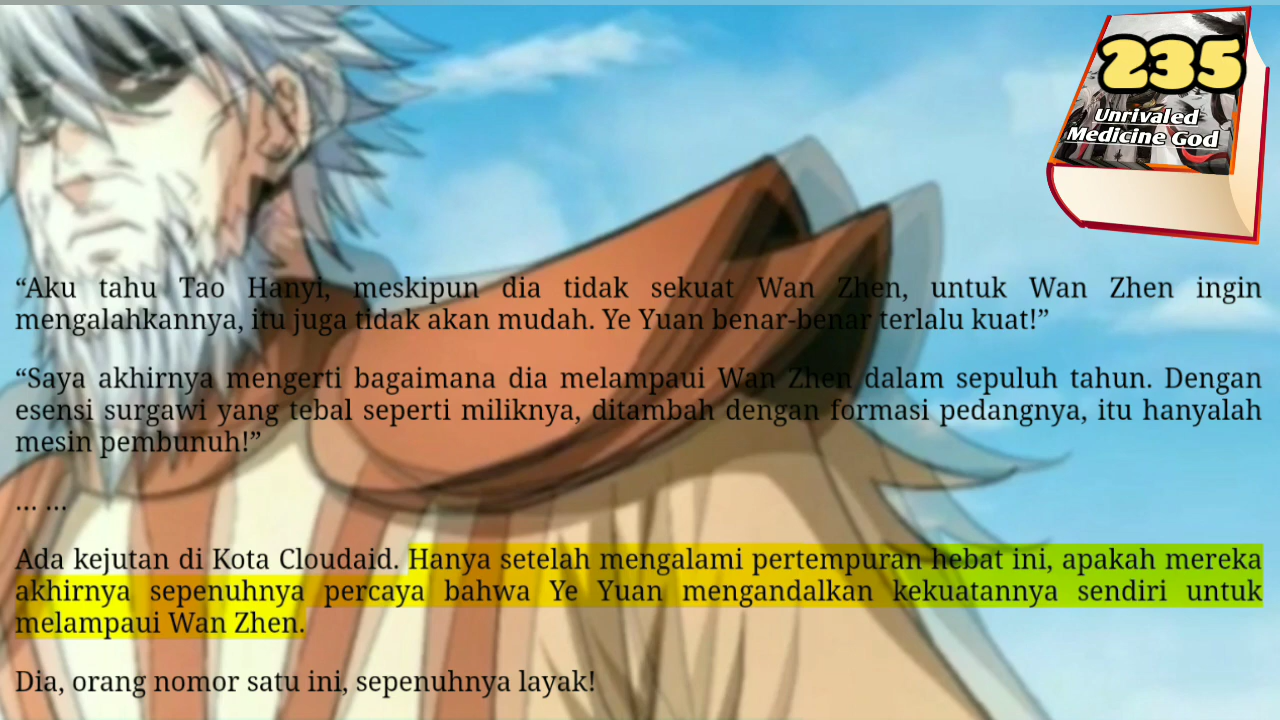 235
Unrivaled
Medicine God
“Aku tahu Tao Hanyi, meskipun dia tidak sekuat Wan Zhen, untuk Wan Zhen ingin
mengalahkannya, itu juga tidak akan mudah. Ye Yuan benar-benar terlalu kuat!”
“Saya akhirnya mengerti bagaimana dia melampaui Wan Zhen dalam sepuluh tahun. Dengan
esensi surgawi yang tebal seperti miliknya, ditambah dengan formasi pedangnya, itu hanyalah
mesin pembunuh!”
... ...
Ada kejutan di Kota Cloudaid. Hanya setelah mengalami pertempuran hebat ini, apakah mereka
akhirnya sepenuhnya percaya bahwa Ye Yuan mengandalkan kekuatannya sendiri untuk
melampaui Wan Zhen.
Dia, orang nomor satu ini, sepenuhnya layak!